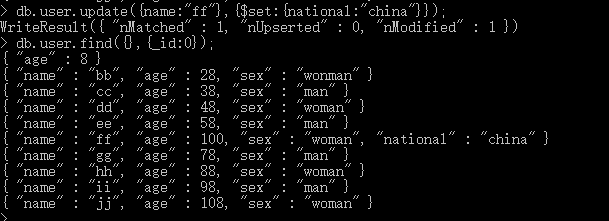 > db.user.update({name:"ff"},{$set:{national:"china"}});
WriteResult({ "nMatched" : 1, "nUpserted" : 0, "nModified" : 1 })
> db.user.find({}, {_id:0});
{ "age" : 8 }
{ "name" : "bb", "age" : 28, "sex" : "wonman" }
{ "name" : "cc", "age" : 38, "sex" : "man" }
{ "name" : "dd", "age" : 48, "sex" : "woman" }
{ "name" : "ee", "age" : 58, "sex" : "man" }
{ "name" : "ff", "age" : 100, "sex" : "woman", "national" : "china" }
{ "name" : "gg", "age" : 78, "sex" : "man" }
{ "name" : "hh", "age" : 88, "sex" : "woman" }
{ "name" : "ii", "age" : 98, "sex" : "man" }
{ "name" : "jj", "age" : 108, "sex" : "woman" }
>